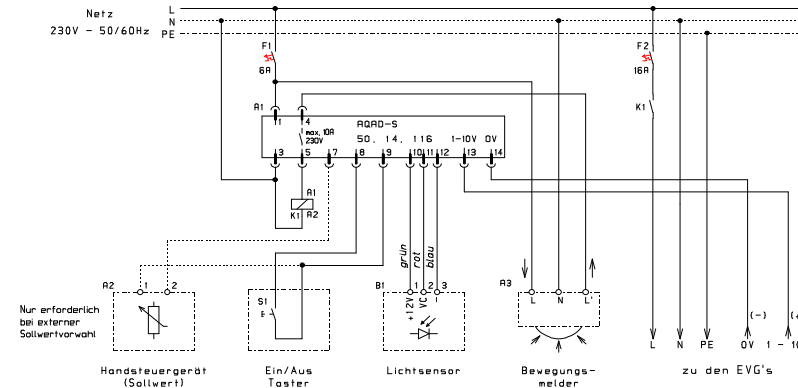 Netz
230V - 50/60Hz
L
N
PE
F1
6A
F2
16A
K1
A1
1
4
max. 10A
230V
AQAD-S
50. 14. 116
1-10V 0V
3
5
7
8
9
10
11
12
13
14
A1
K1 A2
grün
rot
blau
A2
1
2
S1
E
B1
1
2
3
+12V
VC
-
A3
L
N
L'
Nur erforderlich
bei externer
Sollwertvorwahl
(-)
(+
L
N
PE
0V
1 - 10
Handsteuergerät
(Sollwert)
Ein/Aus
Taster
Lichtsensor
Bewegungs-
melder
zu den EVG's